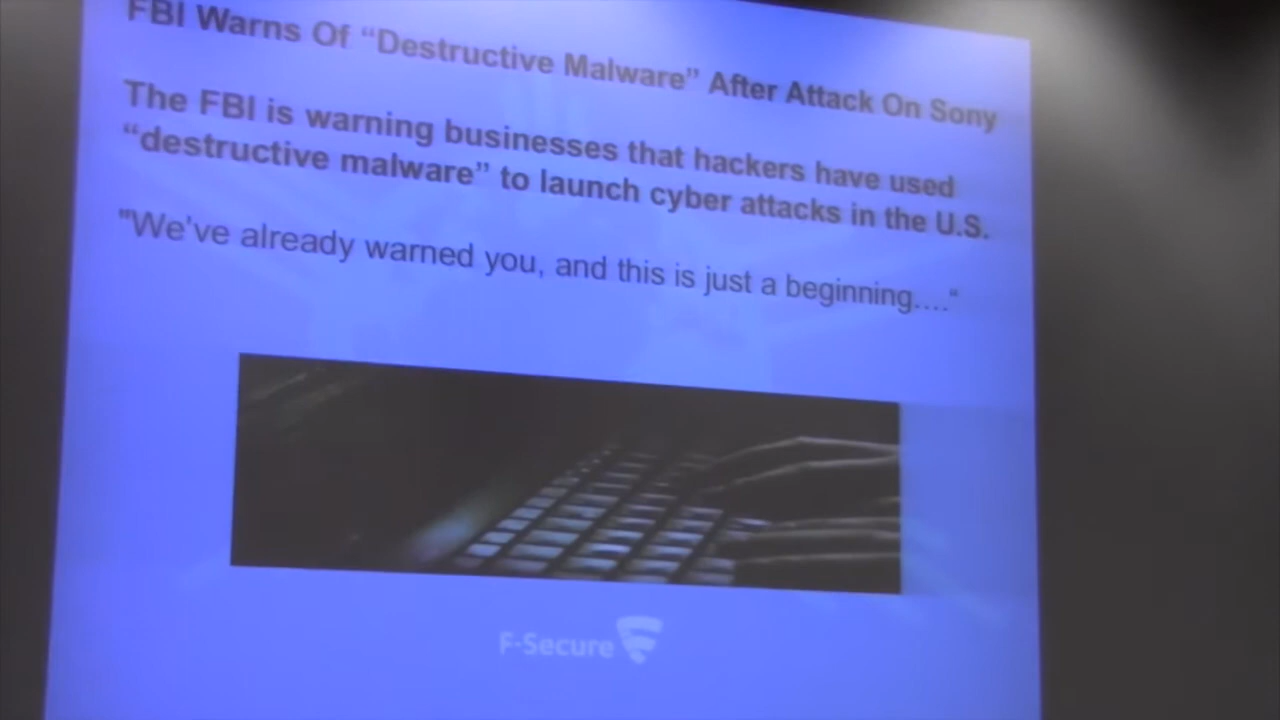 FBI Warns Of “Destructive Malware” After Attack On Sony
The FBI is warning businesses that hackers have used
“destructive malware” to launch cyber attacks in the U.S.
"We've already warned you, and this is just a beginning....“
F-Secure